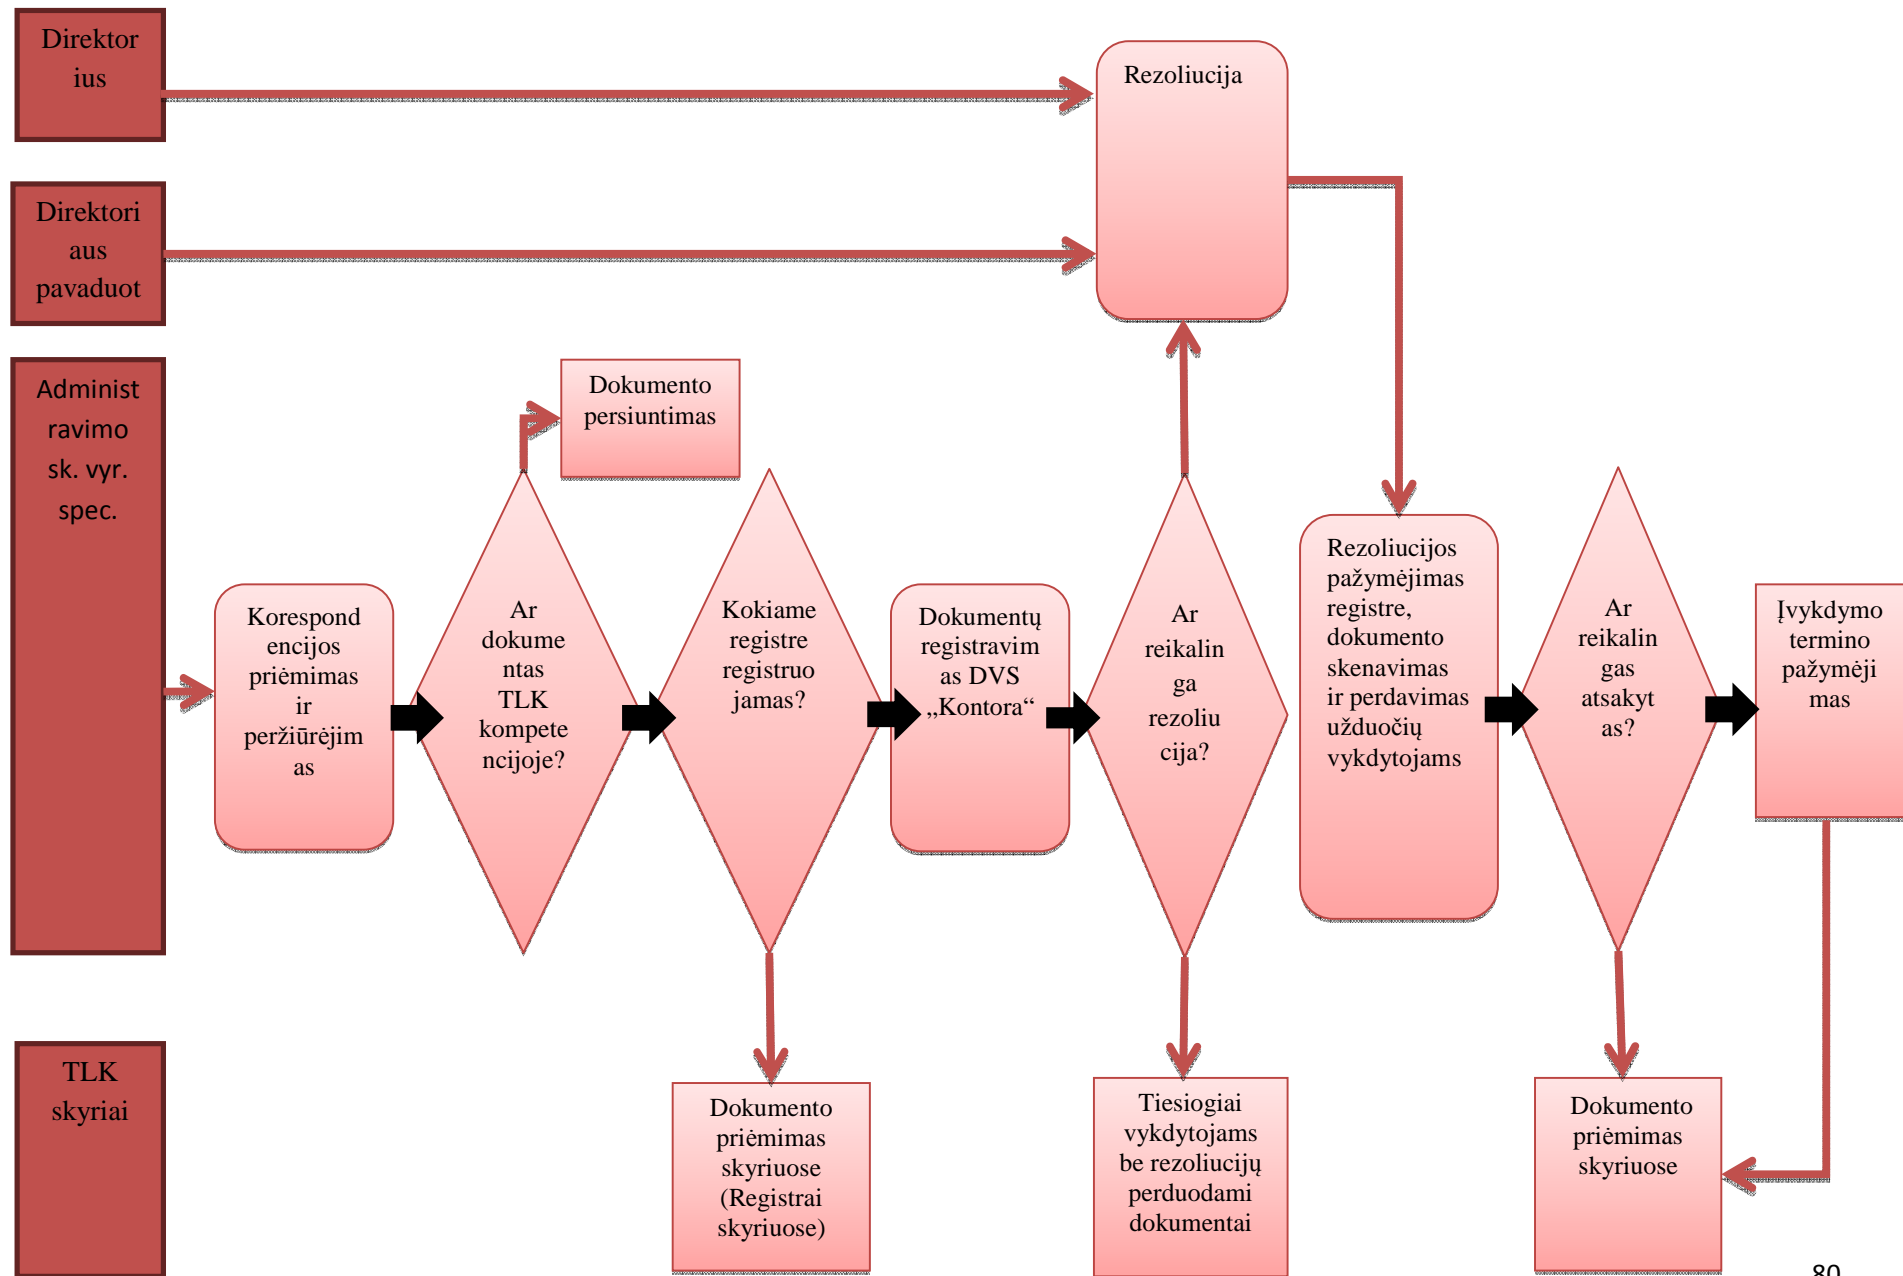 Direktor
ius
Rezoliucija
Direktori
aus
pavaduot
Administ
ravimo
sk. vyr.
spec.
Dokumento
persiuntimas
Korespond
encijos
priėmimas
ir
peržiūrėjim
as
Ar
dokume
ntas
TLK
kompete
ncijoje?
Kokiame
registre
registruo
jamas?
Dokumentų
registravim
as DVS
„Kontora“
Ar
reikalin
ga
rezoliu
cija?
Rezoliucijos
pažymėjimas
registre,
dokumento
skenavimas
ir perdavimas
užduočių
vykdytojams
Ar
reikalin
gas
atsakyt
as?
Įvykdymo
termino
pažymėji
mas
TLK
skyriai
Dokumento
priėmimas
skyriuose
(Registrai
skyriuose)
Tiesiogiai
vykdytojams
be rezoliucijų
perduodami
dokumentai
Dokumento
priėmimas
skyriuose
80